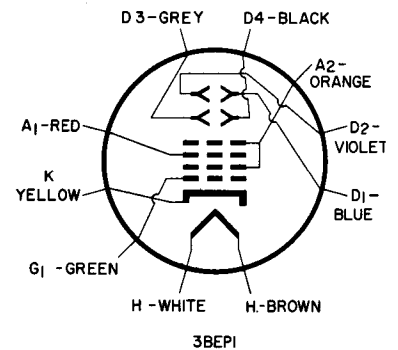 D3-GREY
D4-BLACK
A2-
ORANGE
A1-RED
D2-
VIOLET
K
YELLOW
D1-
BLUE
G1-GREEN
H-WHITE
H.-BROWN
3BEP1